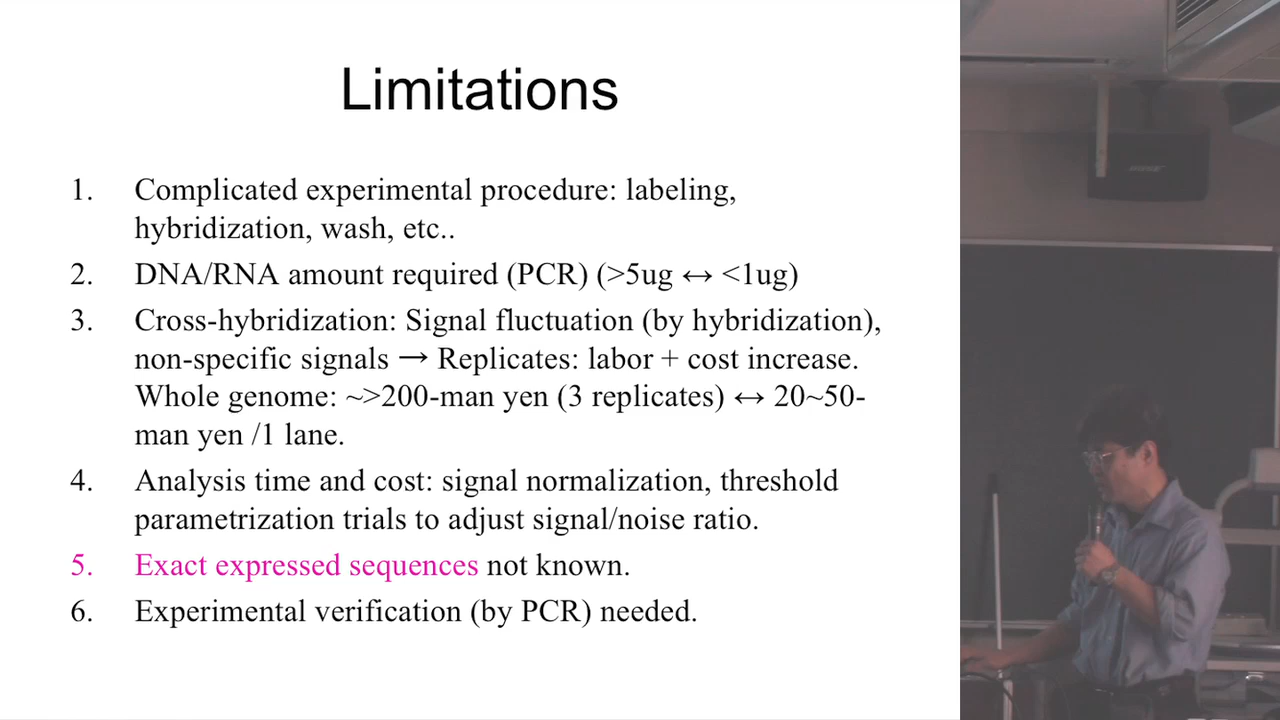 Limitations
1. Complicated experimental procedure: labeling,
hybridization, wash, etc..
2. DNA/RNA amount required (PCR) (>5ug ↔ <1ug)
3. Cross-hybridization: Signal fluctuation (by hybridization),
non-specific signals → Replicates: labor + cost increase.
Whole genome: ~>200-man yen (3 replicates) ↔ 20~50-
man yen /1 lane.
4. Analysis time and cost: signal normalization, threshold
parametrization trials to adjust signal/noise ratio.
5. Exact expressed sequences not known.
6. Experimental verification (by PCR) needed.